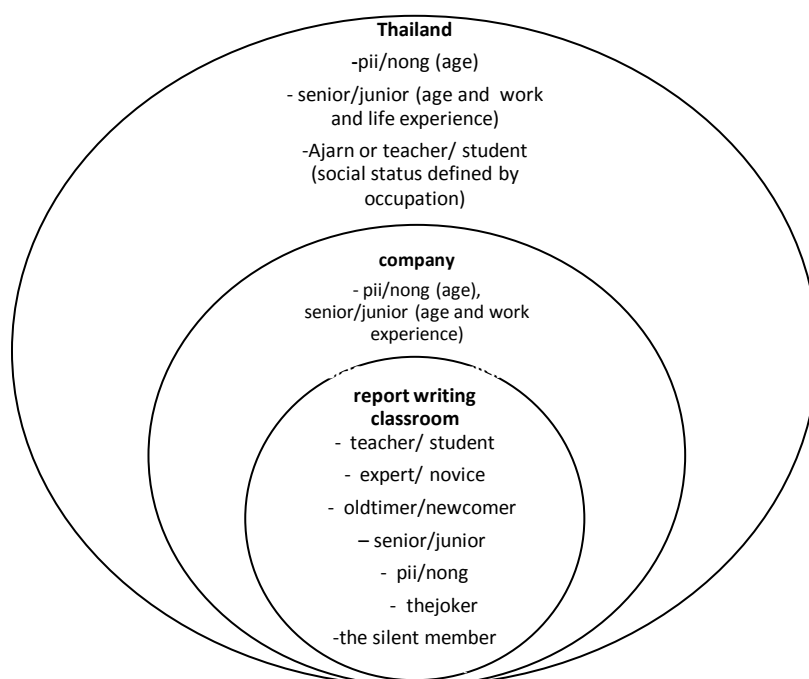 Thailand
-pii/nong (age)
- senior/junior (age and  work
and life experience)
-Ajarn or teacher/ student
(social status defined by
occupation)
company
- pii/nong (age),
senior/junior (age and work
experience)
report writing
classroom
-  teacher/ student
-  expert/ novice
-  oldtimer/newcomer
– senior/junior
-  pii/nong
-  thejoker
-the silent member